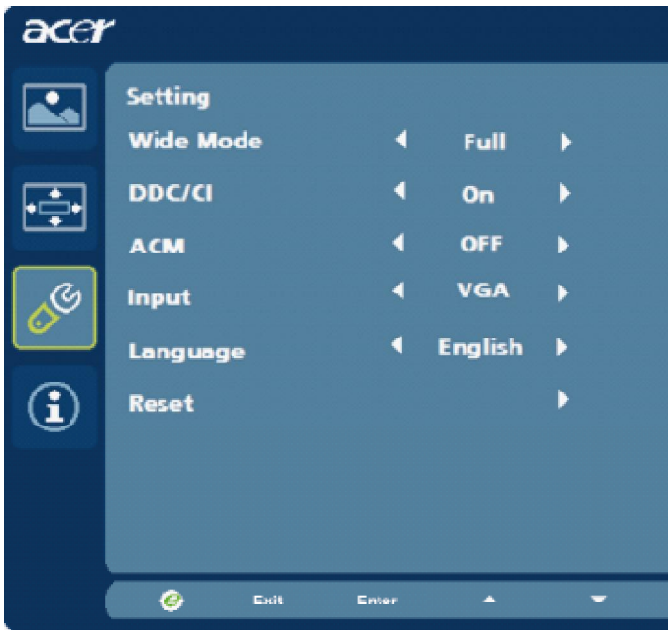 acer
Setting
Wide Mode Full
DDC/CI On
ACM OFF
Input VGA
Language English
Reset
Exit Enter